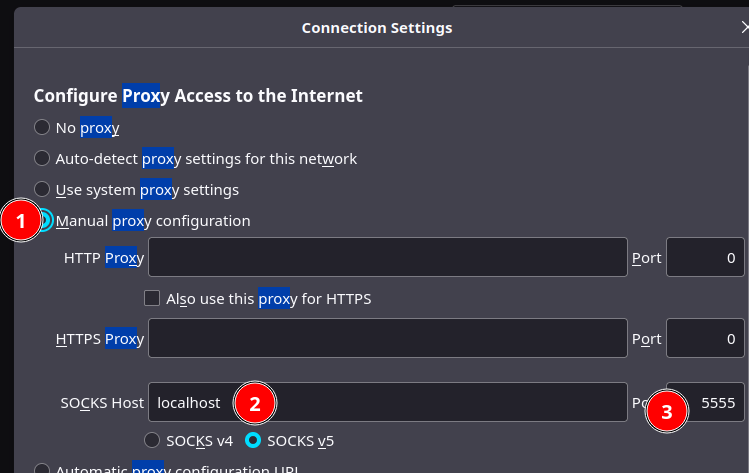 Connection Settings
Configure Proxy Access to the Internet
No proxy
Auto-detect proxy settings for this network
Use system proxy settings
1 Manual proxy configuration
HTTP Proxy Port 0
Also use this proxy for HTTPS
HTTPS Proxy Port 0
SOCKS Host localhost 2 3 5555
SOCKS v4 SOCKS v5
Automatic proxy configuration URL